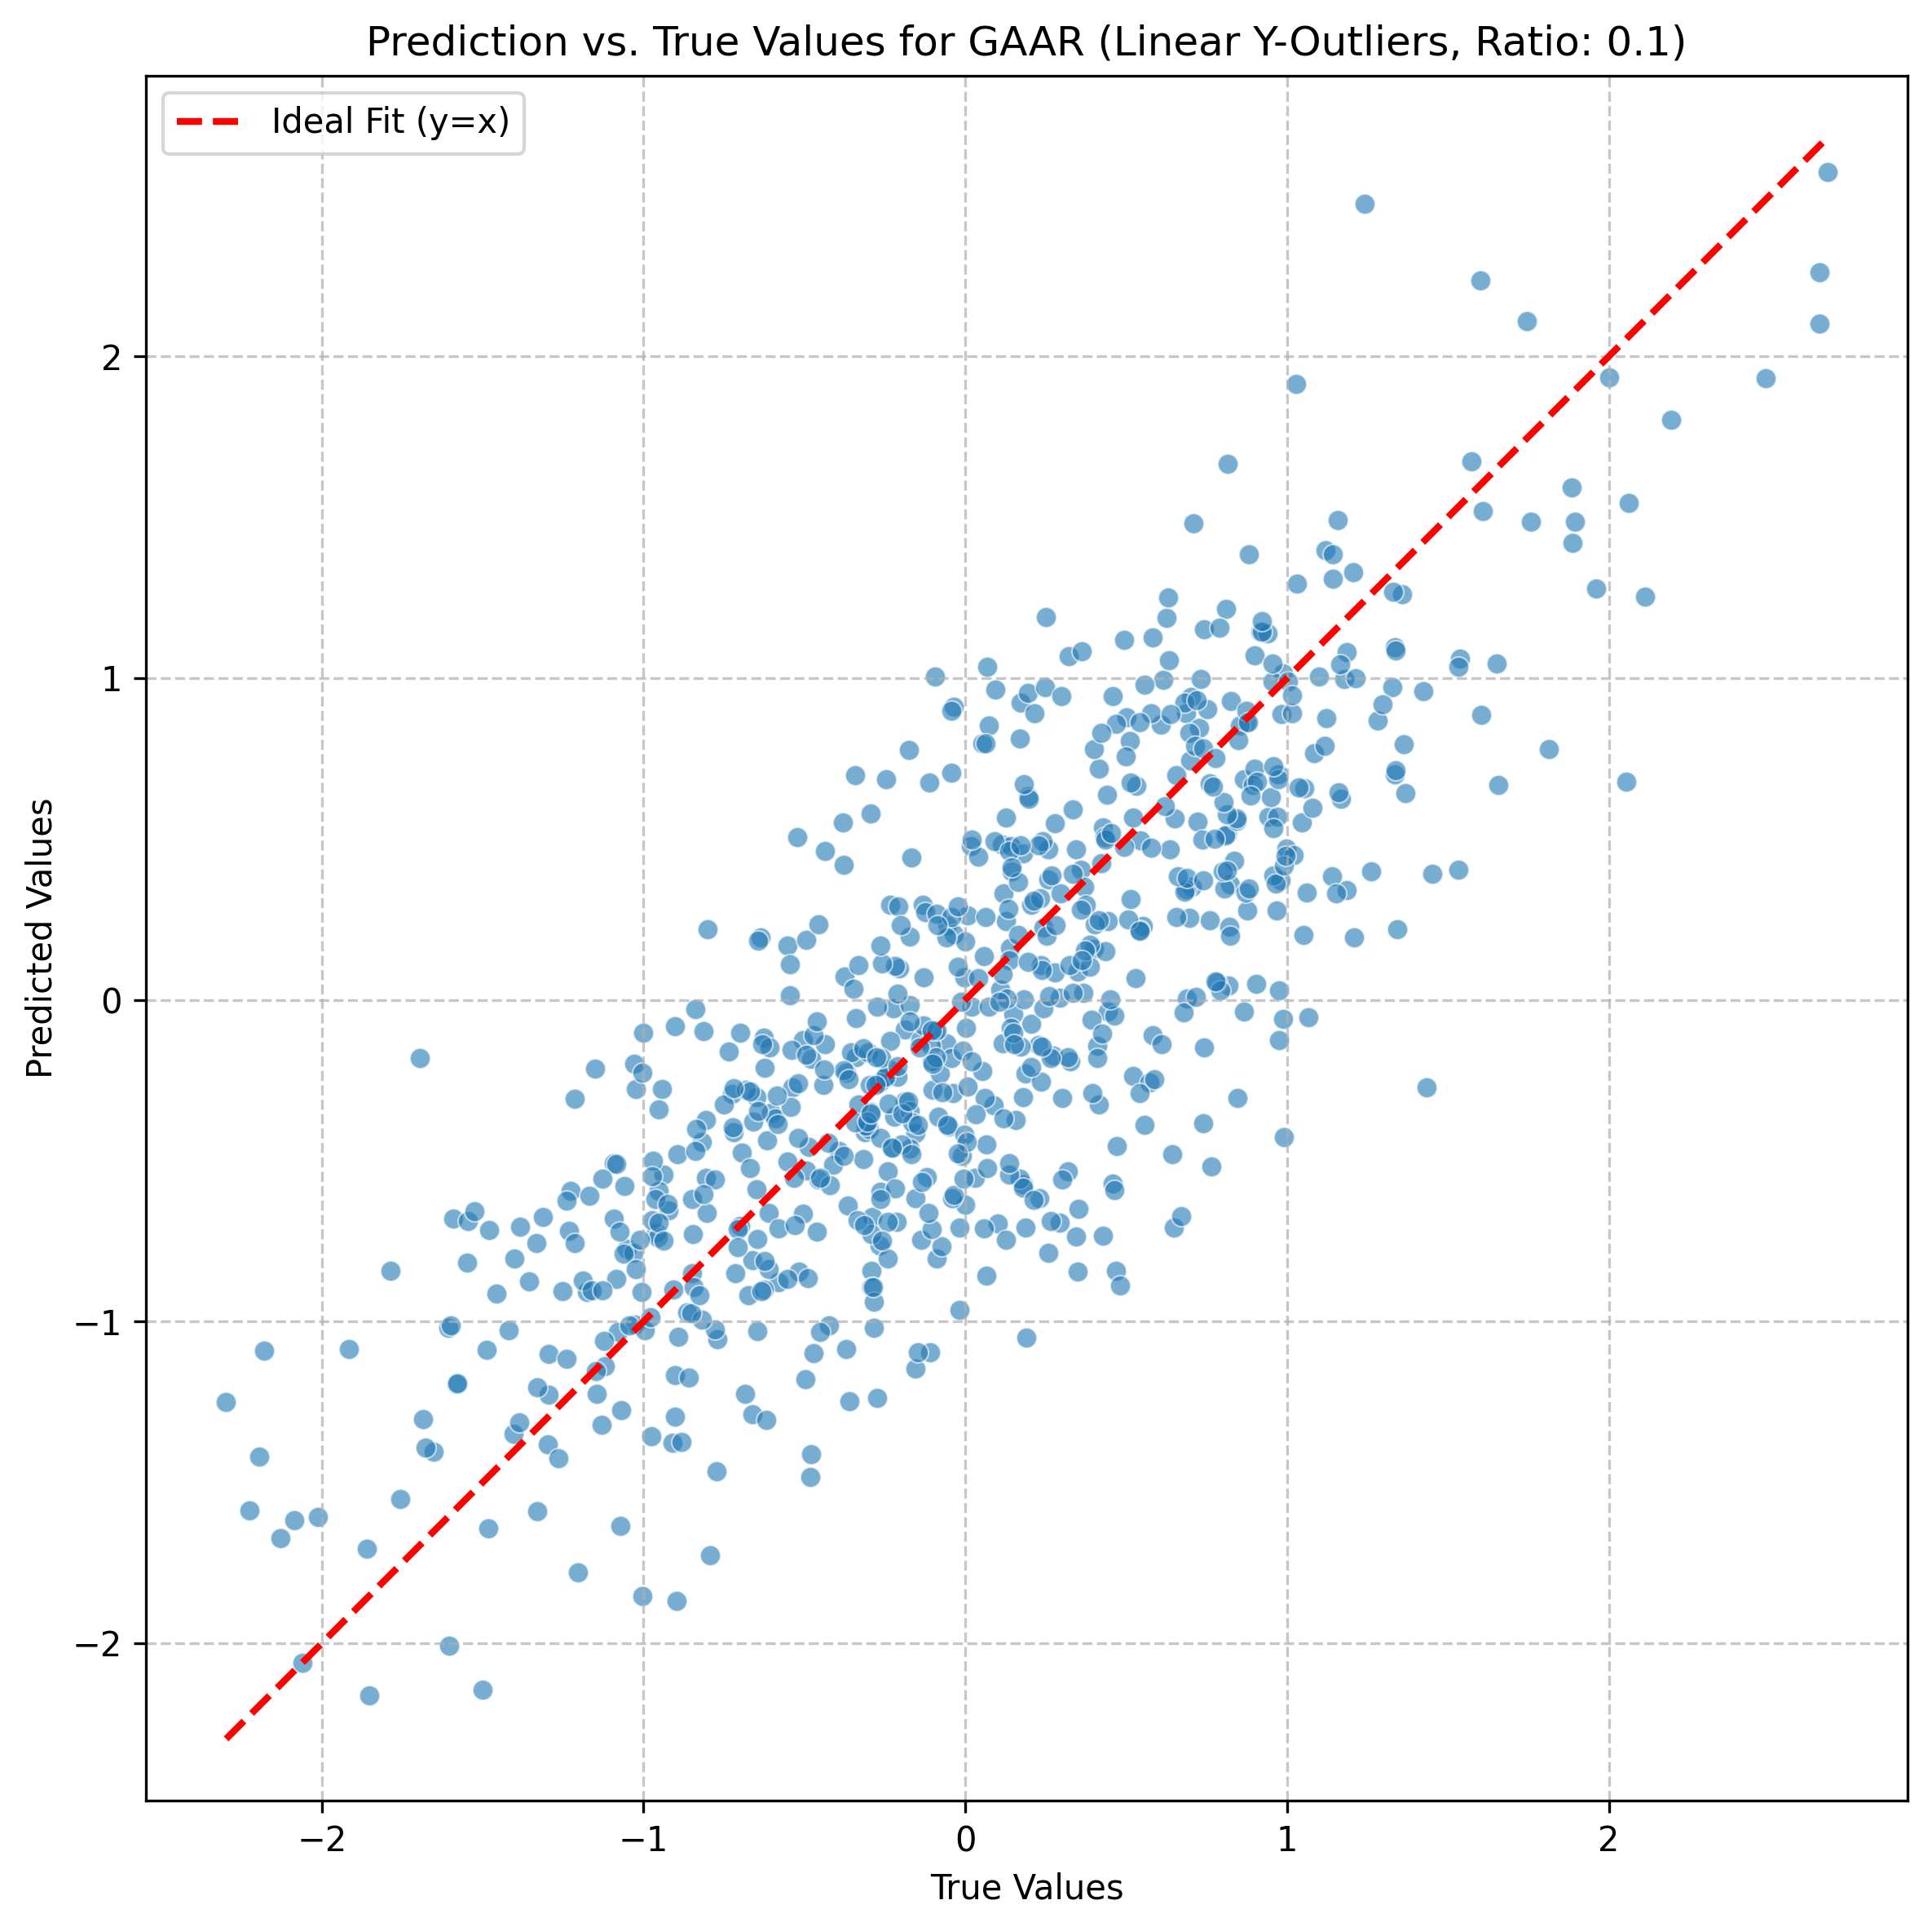 Prediction vs. True Values for GAAR (Linear Y-Outliers, Ratio: 0.1)
Ideal Fit (y=x)
Predicted Values
2
1
0
−1
−2
−2
−1
0
1
2
True Values